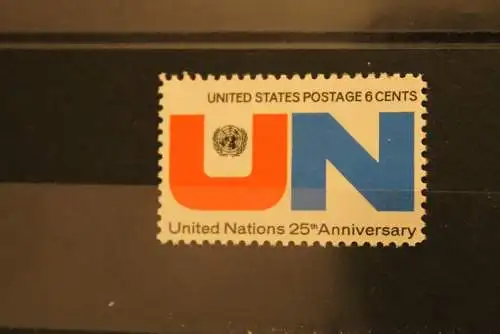 UNITED STATES POSTAGE 6 CENTS
UN
United Nations 25th Anniversary